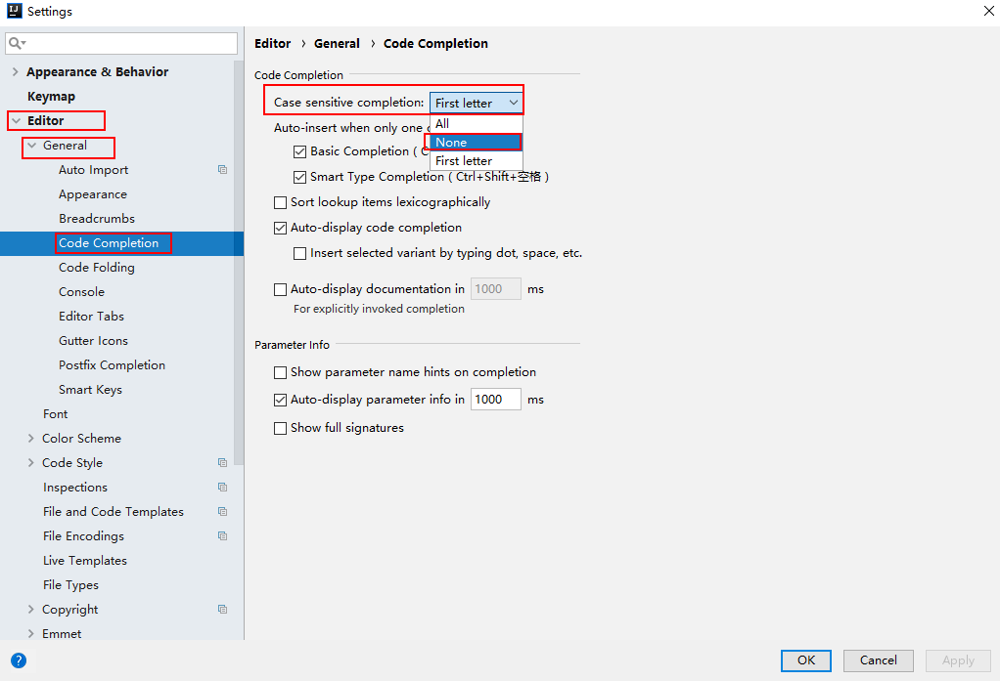 Settings
Appearance & Behavior
Keymap
Editor
General
Auto Import
Appearance
Breadcrumbs
Code Completion
Code Folding
Console
Editor Tabs
Gutter Icons
Postfix Completion
Smart Keys
Font
Color Scheme
Code Style
Inspections
File and Code Templates
File Encodings
Live Templates
File Types
Copyright
Emmet
Editor › General › Code Completion
Code Completion
Case sensitive completion: First letter
All
None
First letter
Auto-insert when only one
Basic Completion (
Smart Type Completion ( Ctrl+Shift+空格 )
Sort lookup items lexicographically
Auto-display code completion
Insert selected variant by typing dot, space, etc.
Auto-display documentation in 1000 ms
For explicitly invoked completion
Parameter Info
Show parameter name hints on completion
Auto-display parameter info in 1000 ms
Show full signatures
? OK Cancel Apply